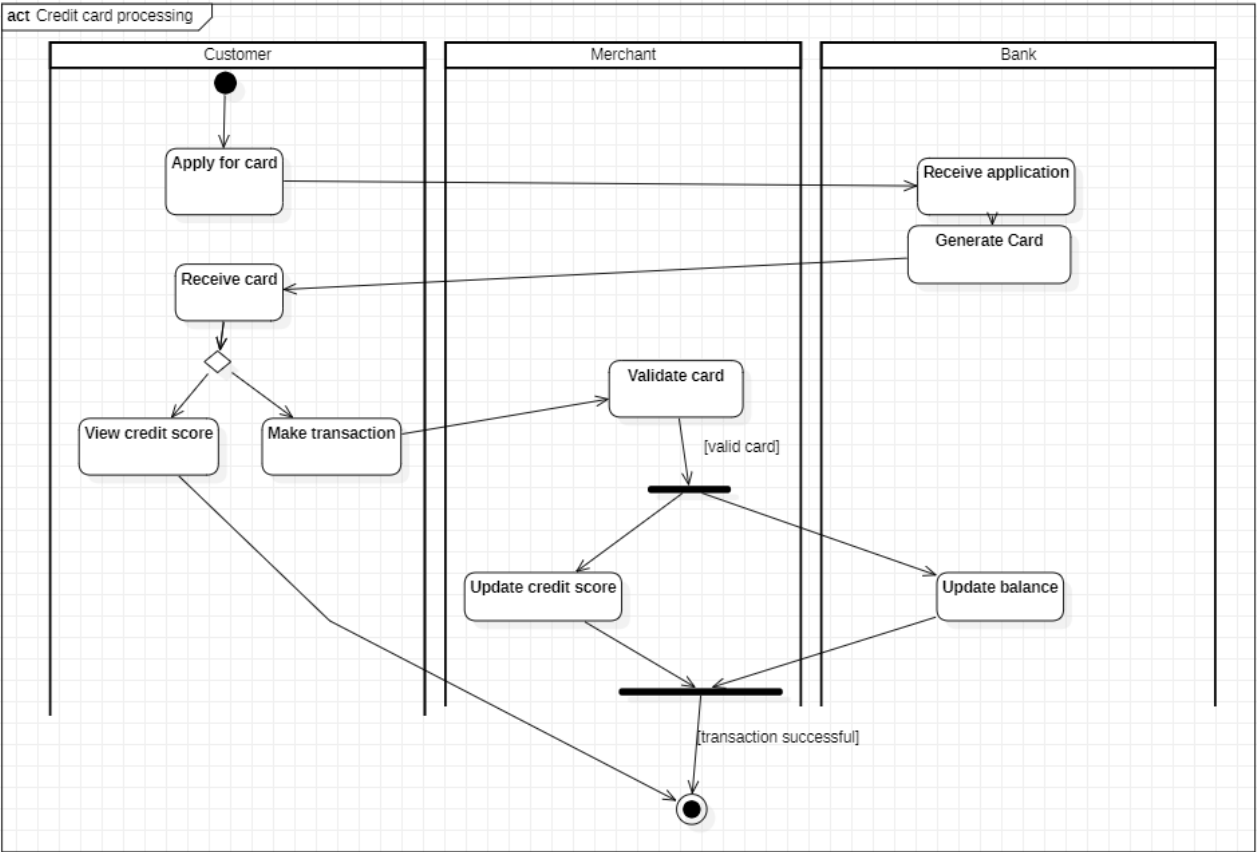 act Credit card processing
Customer
Merchant
Bank
Apply for card
Receive application
Generate Card
Receive card
Validate card
View credit score
Make transaction
[valid card]
Update credit score
Update balance
[transaction successful]